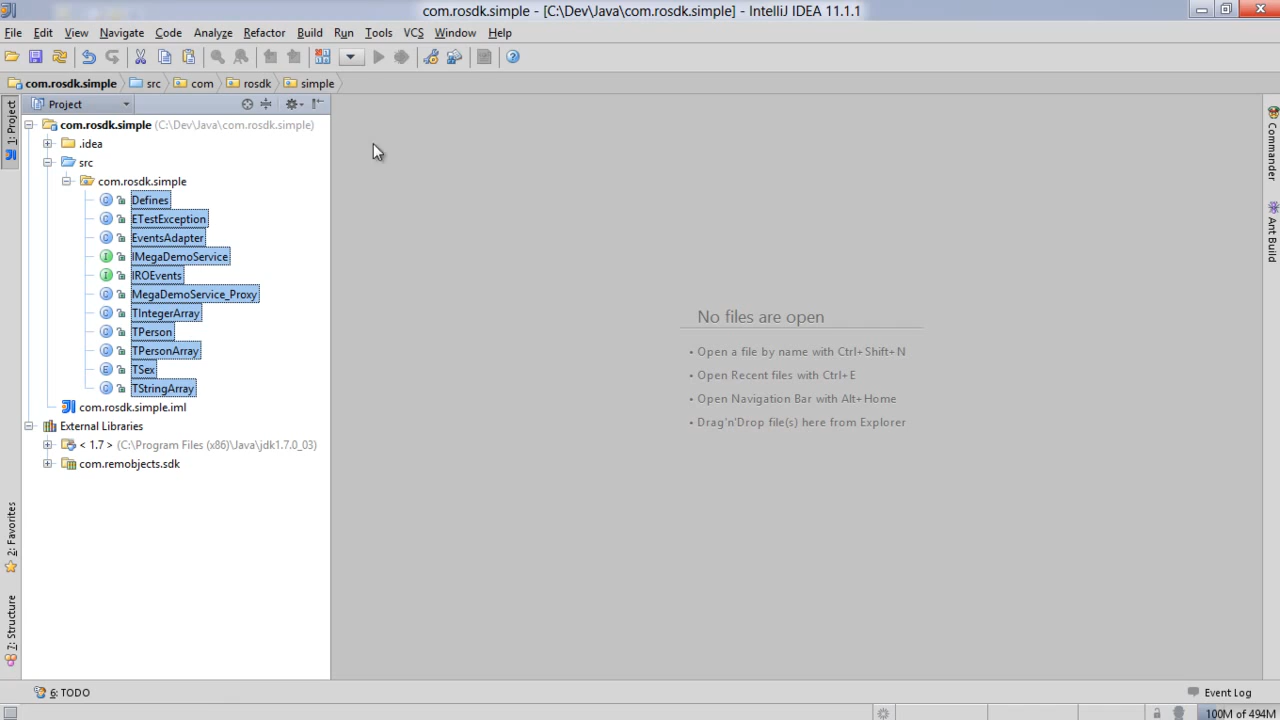 com.rosdk.simple - [C:\Dev\Java\com.rosdk.simple] - IntelliJ IDEA 11.1.1
File Edit View Navigate Code Analyze Refactor Build Run Tools VCS Window Help
com.rosdk.simple src com rosdk simple
1: Project
Project
com.rosdk.simple (C:\Dev\Java\com.rosdk.simple)
.idea
src
com.rosdk.simple
Defines
ETestException
EventsAdapter
IMegaDemoService
IROEvents
MegaDemoService_Proxy
TIntegerArray
TPerson
TPersonArray
TSex
TStringArray
com.rosdk.simple.iml
External Libraries
< 1.7 > (C:\Program Files (x86)\Java\jdk1.7.0_03)
com.remobjects.sdk
No files are open
• Open a file by name with Ctrl+Shift+N
• Open Recent files with Ctrl+E
• Open Navigation Bar with Alt+Home
• Drag'n'Drop file(s) here from Explorer
Commander
Ant Build
2: Favorites
7: Structure
6: TODO
Event Log
100M of 494M